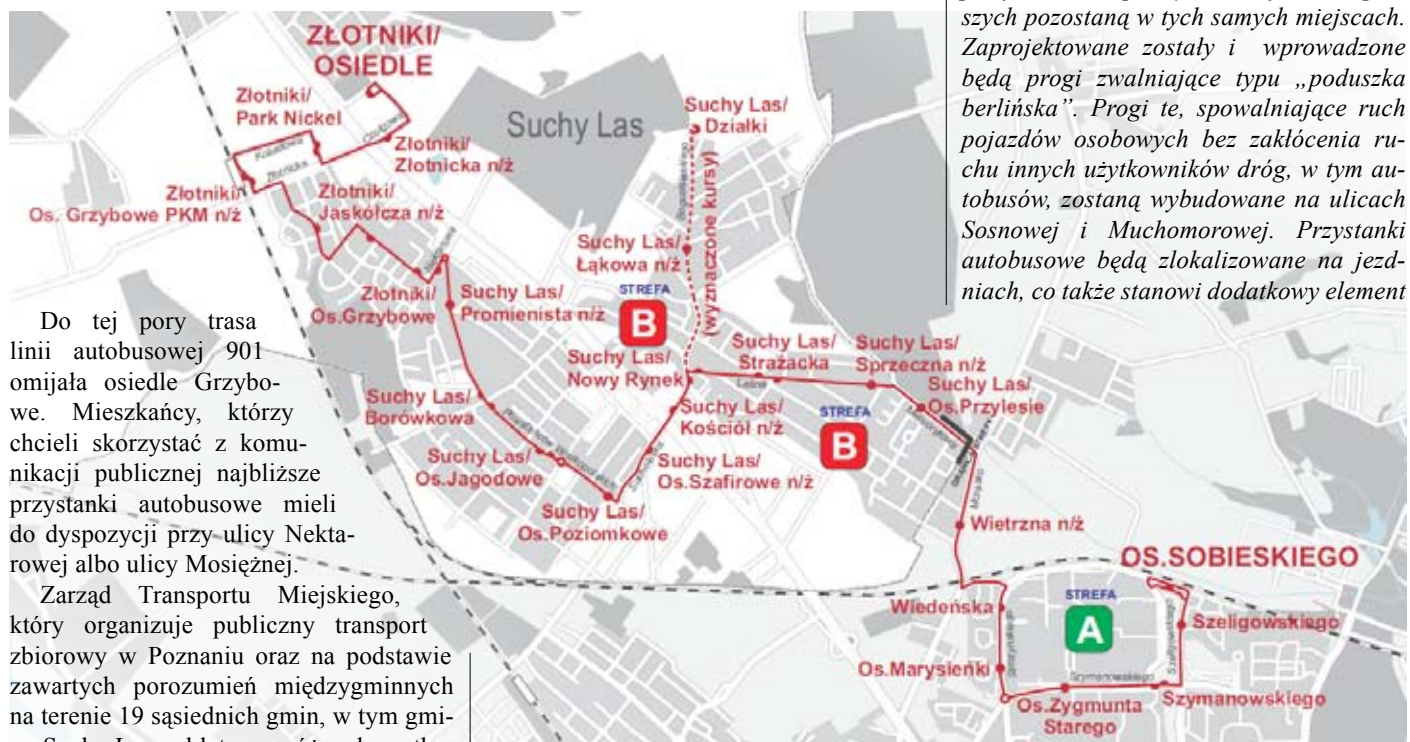 ZŁOTNIKI/
OSIEDLE
Złotniki/
Park Nickel
Złotniki/
Złotnicka n/ż
Złotniki/
Os. Grzybowe PKM n/ż
Złotniki/
Jaskółcza n/ż
Złotniki/
Os.Grzybowe
Suchy Las
Suchy Las/
Działki
(wyznaczone kursy)
Suchy Las/
Łąkowa n/ż
Suchy Las/
Promienista n/ż
STREFA
B
Suchy Las/
Nowy Rynek
Suchy Las/
Borówkowa
Suchy Las/
Os.Jagodowe
Suchy Las/
Os.Poziomkowe
Suchy Las/
Os.Szafirowe n/ż
Suchy Las/
Kościół n/ż
Suchy Las/
Strażacka
Leśna
Suchy Las/
Sprzeczna n/ż
Suchy Las/
Os.Przylesie
STREFA
B
Wietrzna n/ż
OS.SOBIESKIEGO
Wiedeńska
STREFA
A
Szeligowskiego
Os.Marysieńki
Szymanowskiego
Szymanowskiego
Os.Zygmunta
Starego
Do tej pory trasa
linii autobusowej 901
omijała osiedle Grzybo-
we. Mieszkańcy, którzy
chcieli skorzystać z komu-
nikacji publicznej najbliższe
przystanki autobusowe mieli
do dyspozycji przy ulicy Nekta-
rowej albo ulicy Mosiężnej.
Zarząd Transportu Miejskiego,
który organizuje publiczny transport
zbiorowy w Poznaniu oraz na podstawie
zawartych porozumień międzygminnych
na terenie 19 sąsiednich gmin, w tym gmi-
szych pozostaną w tych samych miejscach.
Zaprojektowane zostały i wprowadzone
będą progi zwalniające typu „poduszka
berlińska”. Progi te, spowalniające ruch
pojazdów osobowych bez zakłócenia ru-
chu innych użytkowników dróg, w tym au-
tobusów, zostaną wybudowane na ulicach
Sosnowej i Muchomorowej. Przystanki
autobusowe będą zlokalizowane na jezd-
niach, co także stanowi dodatkowy element